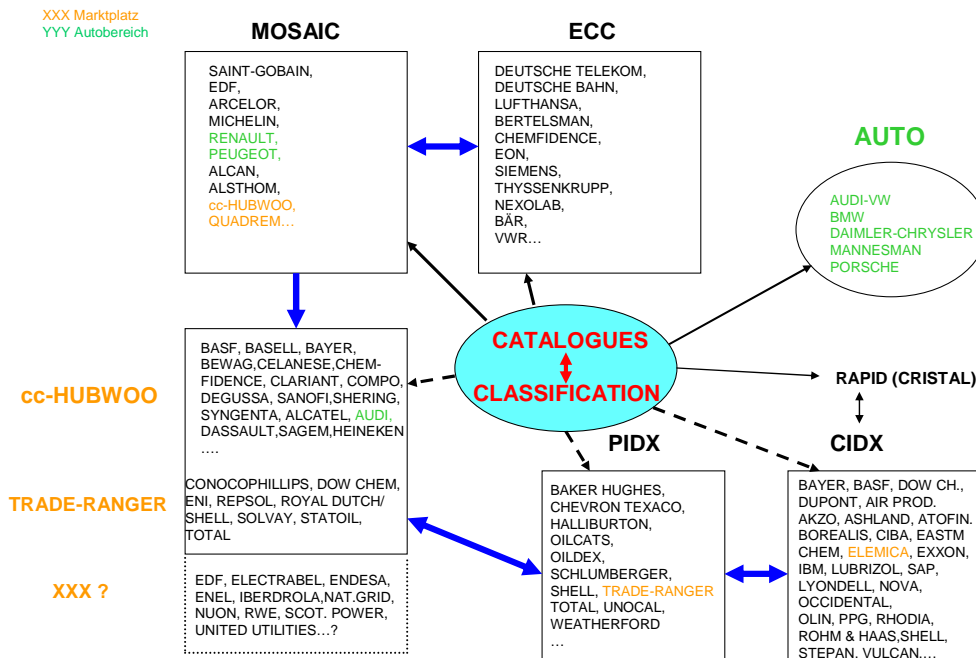 XXX Marktplatz
YYY Autobereich
MOSAIC
SAINT-GOBAIN,
EDF,
ARCELOR,
MICHELIN,
RENAULT,
PEUGEOT,
ALCAN,
ALSTHOM,
cc-HUBWOO,
QUADREM…
ECC
DEUTSCHE TELEKOM,
DEUTSCHE BAHN,
LUFTHANSA,
BERTELSMAN,
CHEMFIDENCE,
EON,
SIEMENS,
THYSSENKRUPP,
NEXOLAB,
BÄR,
VWR…
AUTO
AUDI-VW
BMW
DAIMLER-CHRYSLER
MANNESMAN
PORSCHE
CATALOGUES
CLASSIFICATION
RAPID (CRISTAL)
cc-HUBWOO
BASF, BASELL, BAYER,
BEWAG,CELANESE,CHEM-
FIDENCE, CLARIANT, COMPO,
DEGUSSA, SANOFI,SHERING,
SYNGENTA, ALCATEL, AUDI,
DASSAULT,SAGEM,HEINEKEN
….
TRADE-RANGER
CONOCOPHILLIPS, DOW CHEM,
ENI, REPSOL, ROYAL DUTCH/
SHELL, SOLVAY, STATOIL,
TOTAL
XXX ?
EDF, ELECTRABEL, ENDESA,
ENEL, IBERDROLA,NAT.GRID,
NUON, RWE, SCOT. POWER,
UNITED UTILITIES…?
PIDX
BAKER HUGHES,
CHEVRON TEXACO,
HALLIBURTON,
OILCATS,
OILDEX,
SCHLUMBERGER,
SHELL, TRADE-RANGER
TOTAL, UNOCAL,
WEATHERFORD
…
CIDX
BAYER, BASF, DOW CH.,
DUPONT, AIR PROD.
AKZO, ASHLAND, ATOFIN.
BOREALIS, CIBA, EASTM
CHEM, ELEMICA, EXXON,
IBM, LUBRIZOL, SAP,
LYONDELL, NOVA,
OCCIDENTAL,
OLIN, PPG, RHODIA,
ROHM & HAAS,SHELL,
STEPAN, VULCAN,…